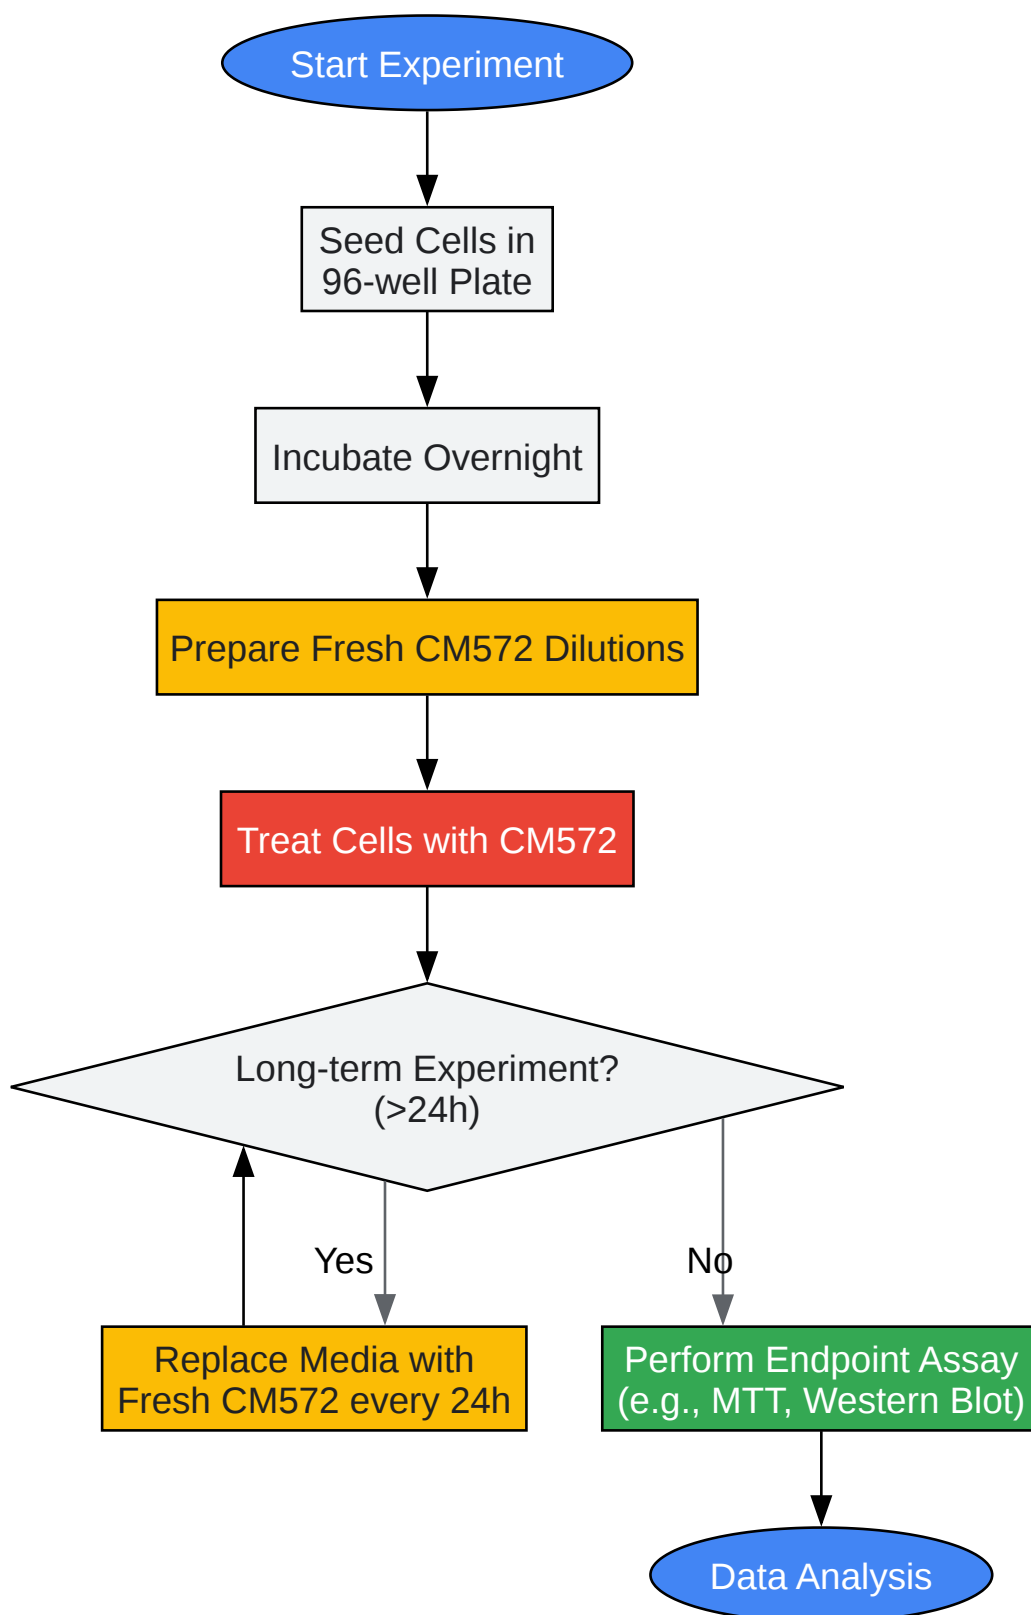 Start Experiment
Seed Cells in
96-well Plate
Incubate Overnight
Prepare Fresh CM572 Dilutions
Treat Cells with CM572
Long-term Experiment?
(>24h)
Yes
No
Replace Media with
Fresh CM572 every 24h
Perform Endpoint Assay
(e.g., MTT, Western Blot)
Data Analysis